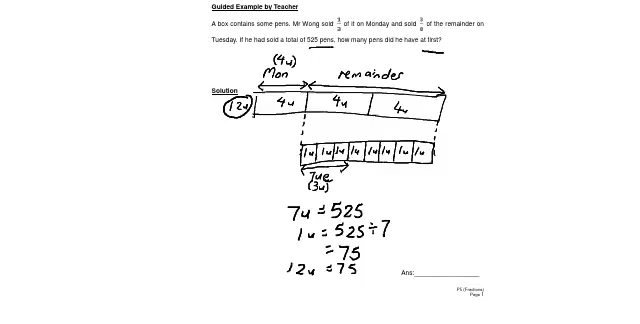 Guided Example by Teacher
A box contains some pens. Mr Wong sold 1/3 of it on Monday and sold 3/8 of the remainder on
Tuesday. If he had sold a total of 525 pens, how many pens did he have at first?
(4u)
Mon remainder
Solution
12u 4u 4u 4u
1u 1u 1u 1u 1u 1u 1u 1u
Tue
(3u)
7u = 525
1u = 525 ÷ 7
= 75
12u = 75
Ans:
P5 (Fractions)
Page 1